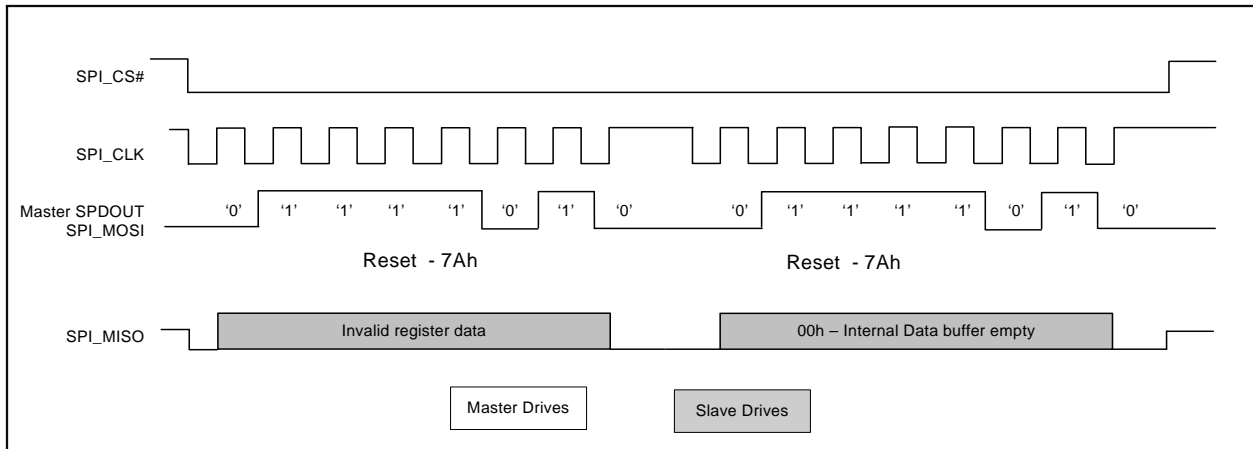 SPI_CS#
SPI_CLK
Master SPDOUT
SPI_MOSI
‘0’ ‘1’ ‘1’ ‘1’ ‘1’ ‘0’ ‘1’ ‘0’ ‘0’ ‘1’ ‘1’ ‘1’ ‘1’ ‘0’ ‘1’ ‘0’
Reset - 7Ah Reset - 7Ah
SPI_MISO
Invalid register data 00h – Internal Data buffer empty
Master Drives Slave Drives